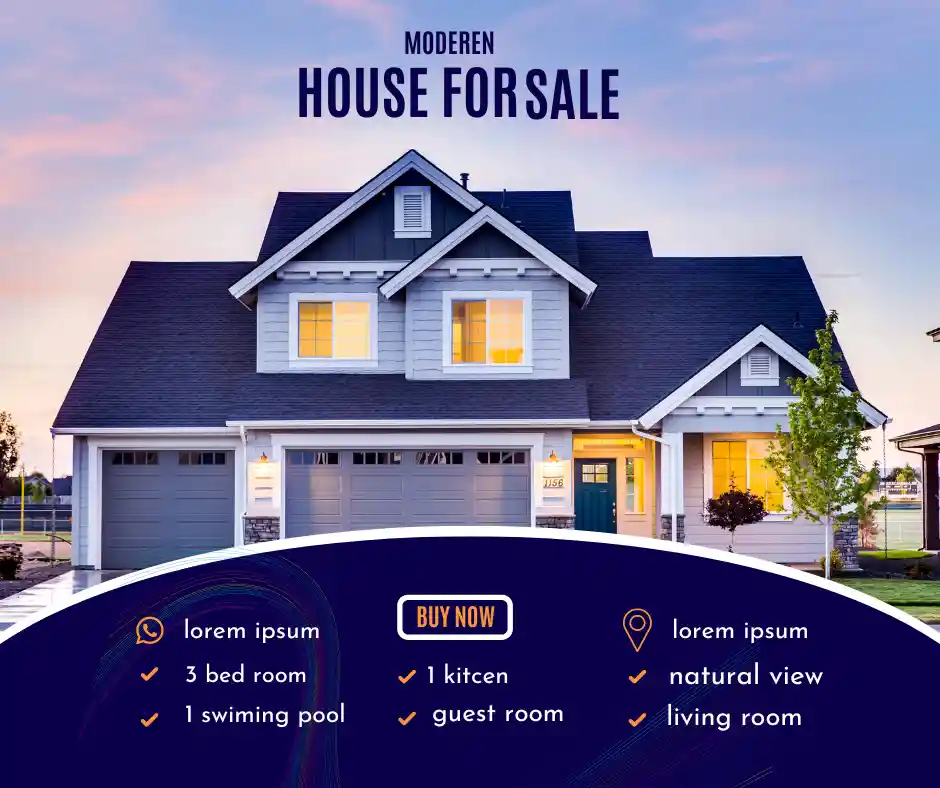 MODEREN
HOUSE FOR SALE
1156
BUY NOW
lorem ipsum
3 bed room
1 swiming pool
1 kitcen
guest room
lorem ipsum
natural view
living room